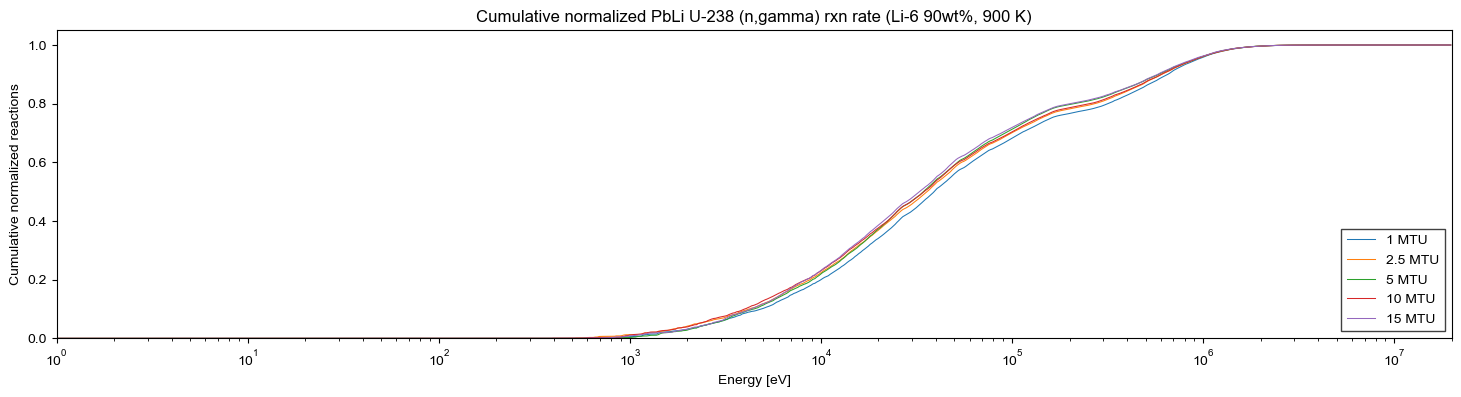 Cumulative normalized PbLi U-238 (n,gamma) rxn rate (Li-6 90wt%, 900 K)
Cumulative normalized reactions
1.0
0.8
0.6
0.4
0.2
0.0
10⁰ 10¹ 10² 10³ 10⁴ 10⁵ 10⁶ 10⁷
Energy [eV]
1 MTU
2.5 MTU
5 MTU
10 MTU
15 MTU